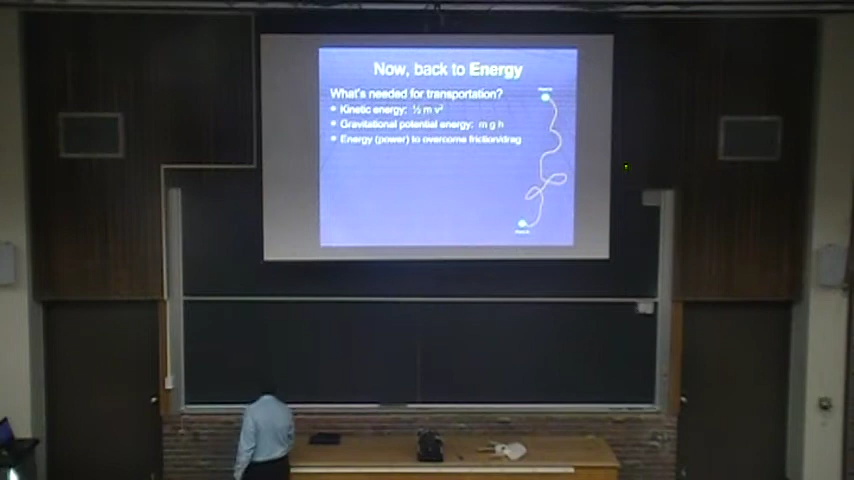 Now, back to Energy
What's needed for transportation?
Kinetic energy: ½ m v²
Gravitational potential energy: m g h
Energy (power) to overcome friction/drag